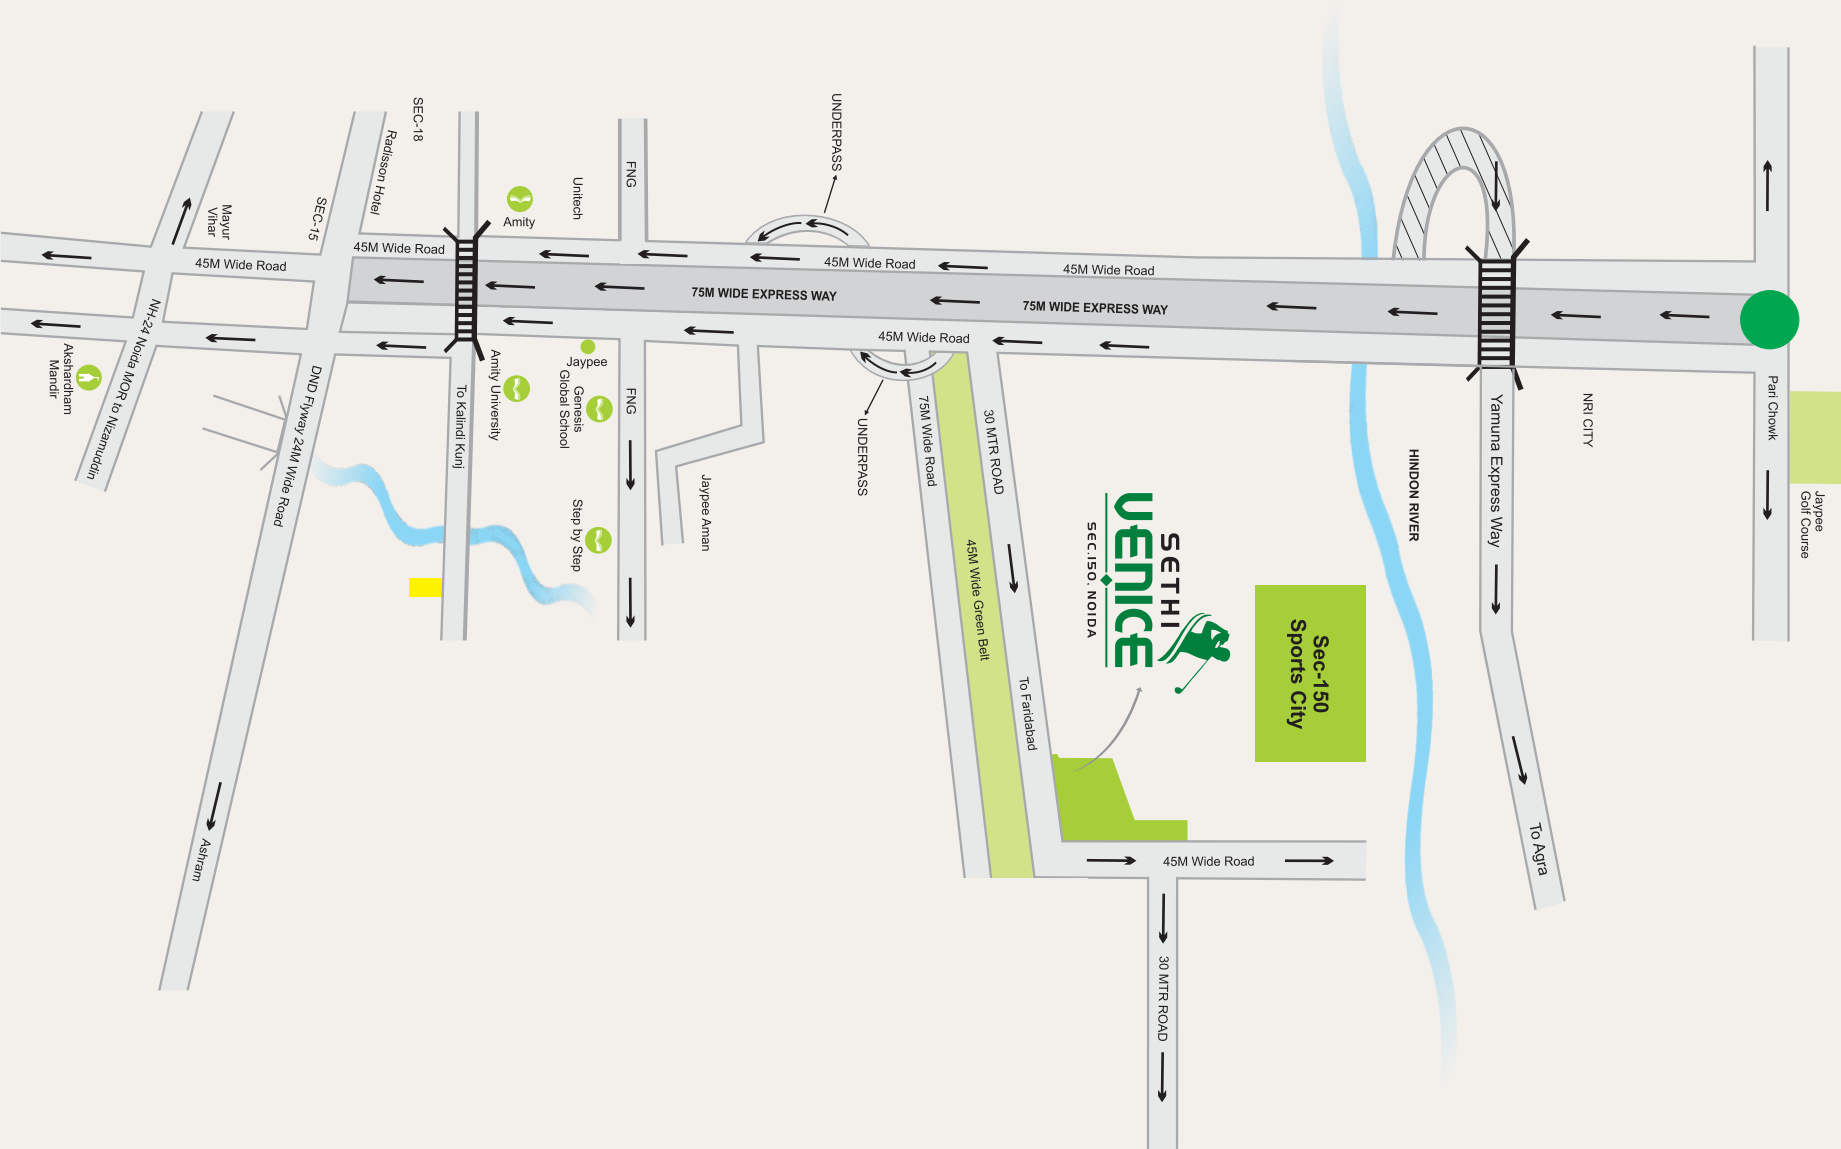 SEC-18
Radisson Hotel
SEC-15
Mayur
Vihar
45M Wide Road
45M Wide Road
Amity
Unitech
FNG
UNDERPASS
45M Wide Road
45M Wide Road
75M WIDE EXPRESS WAY
75M WIDE EXPRESS WAY
45M Wide Road
NH-24 Noida MOR to Nizamuddin
Akshardham
Mandir
DND Flyway 24M Wide Road
Ashram
To Kalindi Kunj
Amity University
Jaypee
Genesis
Global School
FNG
Step by Step
Jaypee Aman
UNDERPASS
75M Wide Road
45M Wide Green Belt
30 MTR ROAD
To Faridabad
SETHI
VENICE
SEC.150, NOIDA
Sec-150
Sports City
HINDON RIVER
Yamuna Express Way
To Agra
NRI CITY
Pari Chowk
Jaypee
Golf Course
45M Wide Road
30 MTR ROAD